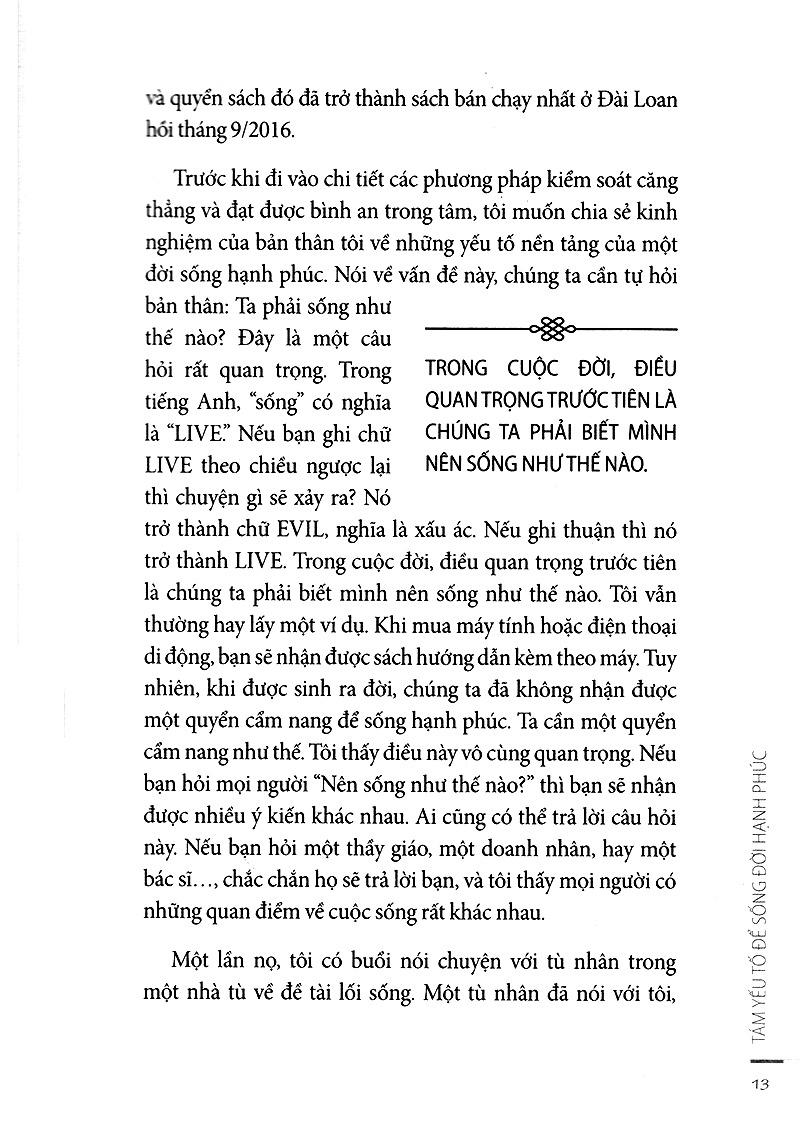 và quyển sách đó đã trở thành sách bán chạy nhất ở Đài Loan
hồi tháng 9/2016.
Trước khi đi vào chi tiết các phương pháp kiểm soát căng
thẳng và đạt được bình an trong tâm, tôi muốn chia sẻ kinh
nghiệm của bản thân tôi về những yếu tố nền tảng của một
đời sống hạnh phúc. Nói về vấn đề này, chúng ta cần tự hỏi
bản thân: Ta phải sống như
thế nào? Đây là một câu
hỏi rất quan trọng. Trong
tiếng Anh, “sống” có nghĩa
là “LIVE.” Nếu bạn ghi chữ
LIVE theo chiều ngược lại
thì chuyện gì sẽ xảy ra? Nó
TRONG CUỘC ĐỜI, ĐIỀU
QUAN TRỌNG TRƯỚC TIÊN LÀ
CHÚNG TA PHẢI BIẾT MÌNH
NÊN SỐNG NHƯ THẾ NÀO.
trở thành chữ EVIL, nghĩa là xấu ác. Nếu ghi thuận thì nó
trở thành LIVE. Trong cuộc đời, điều quan trọng trước tiên
là chúng ta phải biết mình nên sống như thế nào. Tôi vẫn
thường hay lấy một ví dụ. Khi mua máy tính hoặc điện thoại
di động, bạn sẽ nhận được sách hướng dẫn kèm theo máy. Tuy
nhiên, khi được sinh ra đời, chúng ta đã không nhận được
một quyển cẩm nang để sống hạnh phúc. Ta cần một quyển
cẩm nang như thế. Tôi thấy điều này vô cùng quan trọng. Nếu
bạn hỏi mọi người “Nên sống như thế nào?” thì bạn sẽ nhận
được nhiều ý kiến khác nhau. Ai cũng có thể trả lời câu hỏi
này. Nếu bạn hỏi một thầy giáo, một doanh nhân, hay một
bác sĩ…, chắc chắn họ sẽ trả lời bạn, và tôi thấy mọi người có
những quan điểm về cuộc sống rất khác nhau.
Một lần nọ, tôi có buổi nói chuyện với tù nhân trong
một nhà tù về đề tài lối sống. Một tù nhân đã nói với tôi,
TÁM YẾU TỐ ĐỂ SỐNG ĐỜI HẠNH PHÚC
13